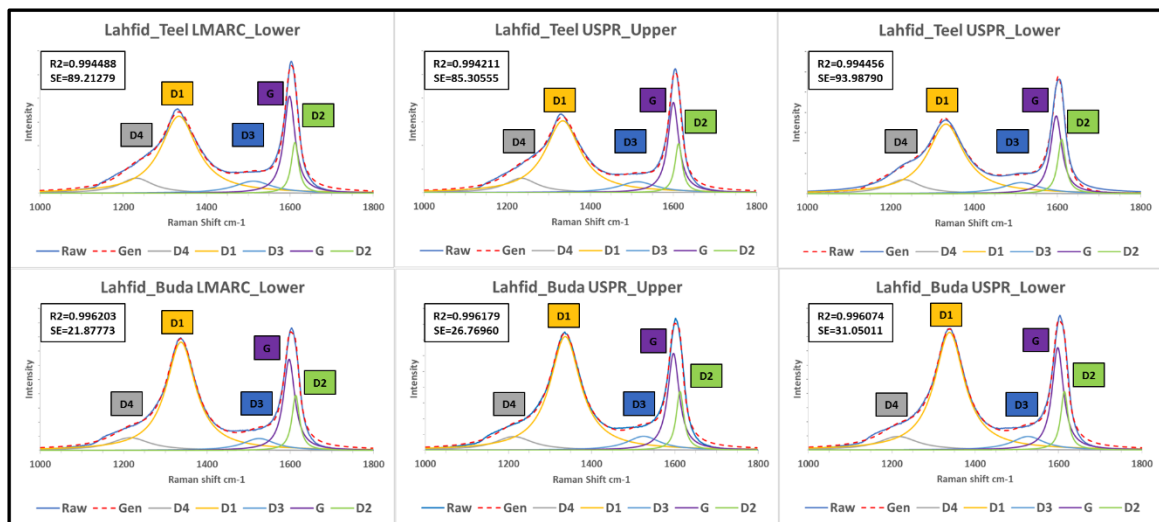 Lahfid_Teel LMARC_Lower
R2=0.994488
SE=89.21279
D1
G
D2
D4
D3
Intensity
1000 1200 1400 1600 1800
Raman Shift cm-1
Raw Gen D4 D1 D3 G D2
Lahfid_Teel USPR_Upper
R2=0.994211
SE=85.30555
D1
G
D2
D4
D3
Intensity
1000 1200 1400 1600 1800
Raman Shift cm-1
Raw Gen D4 D1 D3 G D2
Lahfid_Teel USPR_Lower
R2=0.994456
SE=93.98790
D1
G
D2
D4
D3
Intensity
1000 1200 1400 1600 1800
Raman Shift cm-1
Raw Gen D4 D1 D3 G D2
Lahfid_Buda LMARC_Lower
R2=0.996203
SE=21.87773
D1
G
D2
D4
D3
Intensity
1000 1200 1400 1600 1800
Raman shift cm-1
Raw Gen D4 D1 D3 G D2
Lahfid_Buda USPR_Upper
R2=0.996179
SE=26.76960
D1
G
D2
D4
D3
Intensity
1000 1200 1400 1600 1800
Raman Shift cm-1
Raw Gen D4 D1 D3 G D2
Lahfid_Buda USPR_Lower
R2=0.996074
SE=31.05011
D1
G
D2
D4
D3
Intensity
1000 1200 1400 1600 1800
Raman Shift cm-1
Raw Gen D4 D1 D3 G D2